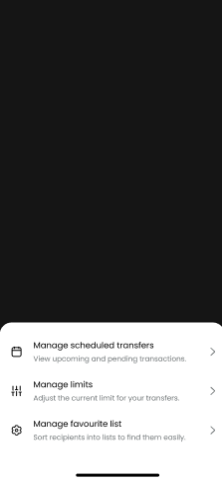 Manage scheduled transfers
View upcoming and pending transactions.
Manage limits
Adjust the current limit for your transfers.
Manage favourite list
Sort recipients into lists to find them easily.